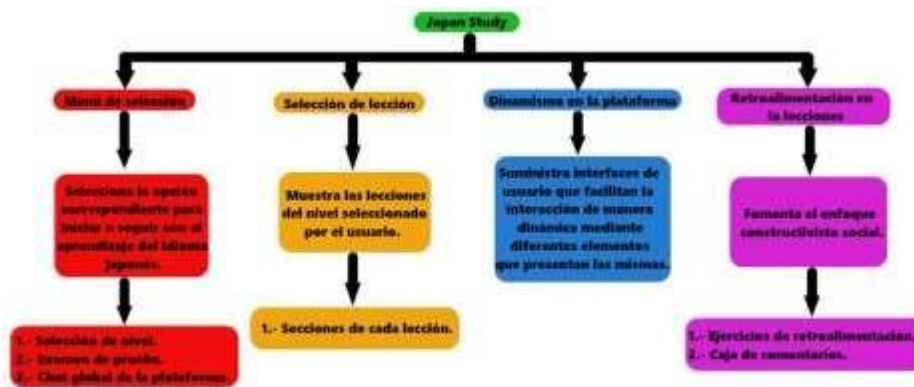 Japan Study
Menú de selección
Selección de lección
Dinamismo en la plataforma
Retroalimentación en
la lecciones
Selecciona la opción
correspondiente para
iniciar o seguir con el
aprendizaje del idioma
japonés.
Muestra las lecciones
del nivel seleccionado
por el usuario.
Suministra interfaces de
usuario que facilitan la
interacción de manera
dinámica mediante
diferentes elementos
que presentan las mismas.
Fomenta el enfoque
constructivista social.
1.- Selección de nivel.
2.- Examen de prueba.
3.- Chat global de la plataforma.
1.- Secciones de cada lección.
1.- Ejercicios de retroalimentación.
2.- Caja de comentarios.